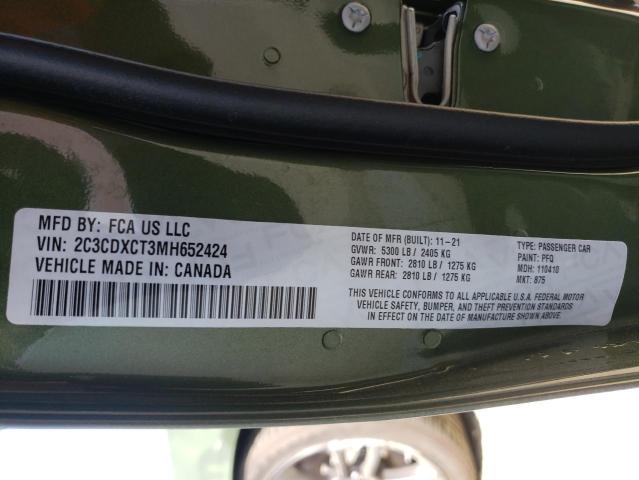 MFD BY: FCA US LLC
VIN: 2C3CDXCT3MH652424
VEHICLE MADE IN: CANADA
DATE OF MFR (BUILT): 11-21
GVWR: 5300 LB / 2405 KG
GAWR FRONT: 2810 LB / 1275 KG
GAWR REAR: 2810 LB / 1275 KG
TYPE: PASSENGER CAR
PAINT: PFQ
MDH: 110410
MKT: 875
THIS VEHICLE CONFORMS TO ALL APPLICABLE U.S.A. FEDERAL MOTOR
VEHICLE SAFETY, BUMPER, AND THEFT PREVENTION STANDARDS
IN EFFECT ON THE DATE OF MANUFACTURE SHOWN ABOVE